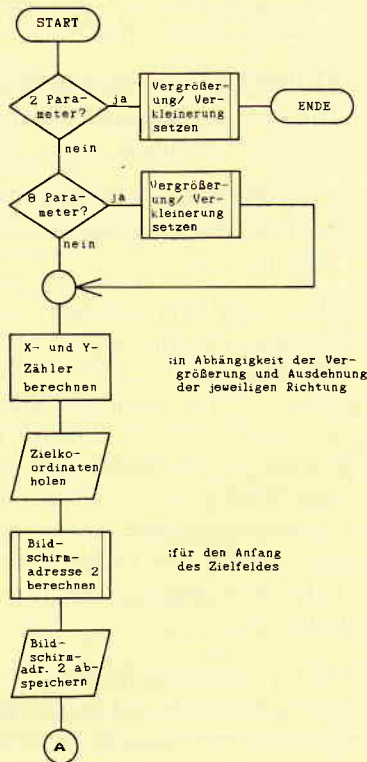 START
2 Para-
meter?
ja
Vergrößer-
ung/ Ver-
kleinerung
setzen
ENDE
nein
8 Para-
meter?
ja
Vergrößer-
ung/ Ver-
kleinerung
setzen
nein
X- und Y-
Zähler
berechnen
;in Abhängigkeit der Ver-
größerung und Ausdehnung
der jeweiligen Richtung
Zielko-
ordinaten
holen
Bild-
schirm-
adresse 2
berechnen
;für den Anfang
des Zielfeldes
Bild-
schirm-
adr. 2 ab-
speichern
A